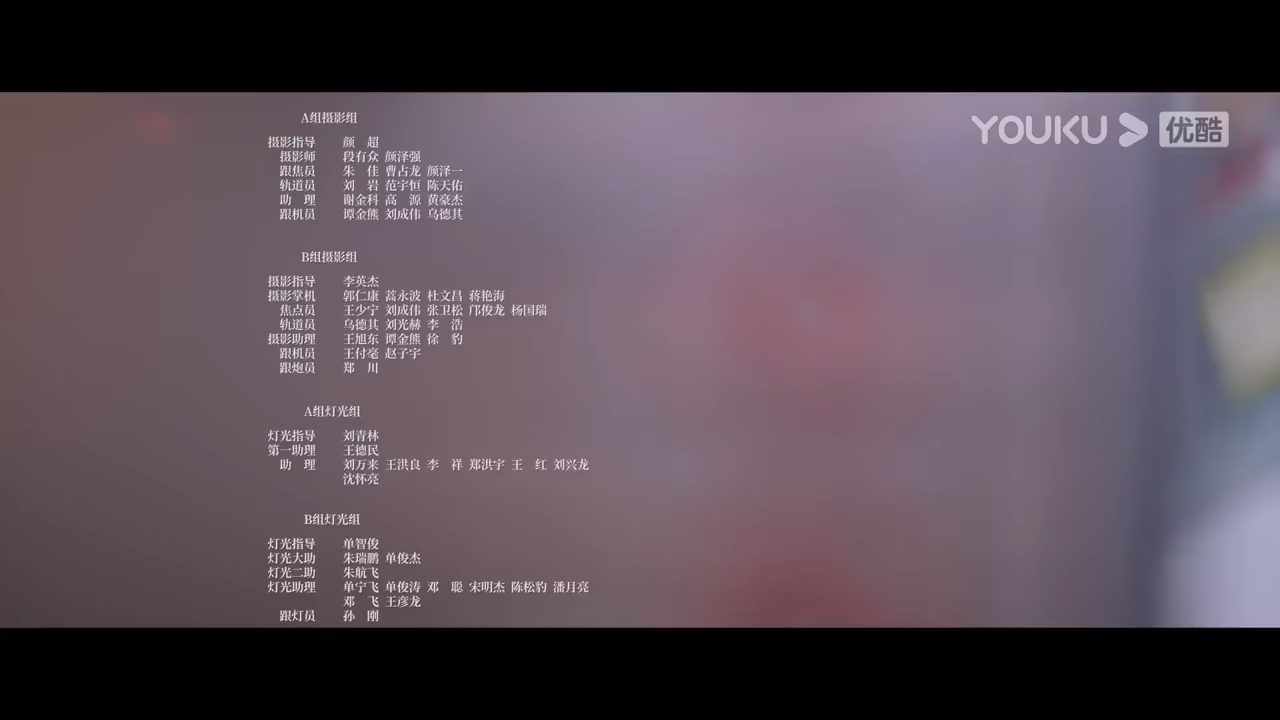 YOUKU 优酷
A组摄影组
摄影指导 颜 超
摄影师 段有众 颜泽强
跟焦员 朱 佳 曹占龙 颜泽一
轨道员 刘 岩 范宇恒 陈天佑
助 理 谢金科 高 源 黄豪杰
跟机员 谭金熊 刘成伟 乌德其
B组摄影组
摄影指导 李英杰
摄影掌机 郭仁康 蒿永波 杜文昌 蒋艳海
焦点员 王少宁 刘成伟 张卫松 邝俊龙 杨国瑞
轨道员 乌德其 刘光赫 李 浩
摄影助理 王旭东 谭金熊 徐 豹
跟机员 王付亳 赵子宇
跟炮员 郑 川
A组灯光组
灯光指导 刘青林
第一助理 王德民
助 理 刘万来 王洪良 李 祥 郑洪宇 王 红 刘兴龙
沈怀亮
B组灯光组
灯光指导 单智俊
灯光大助 朱瑞鹏 单俊杰
灯光二助 朱航飞
灯光助理 单宁飞 单俊涛 邓 聪 宋明杰 陈松豹 潘月亮
邓 飞 王彦龙
跟灯员 孙 刚